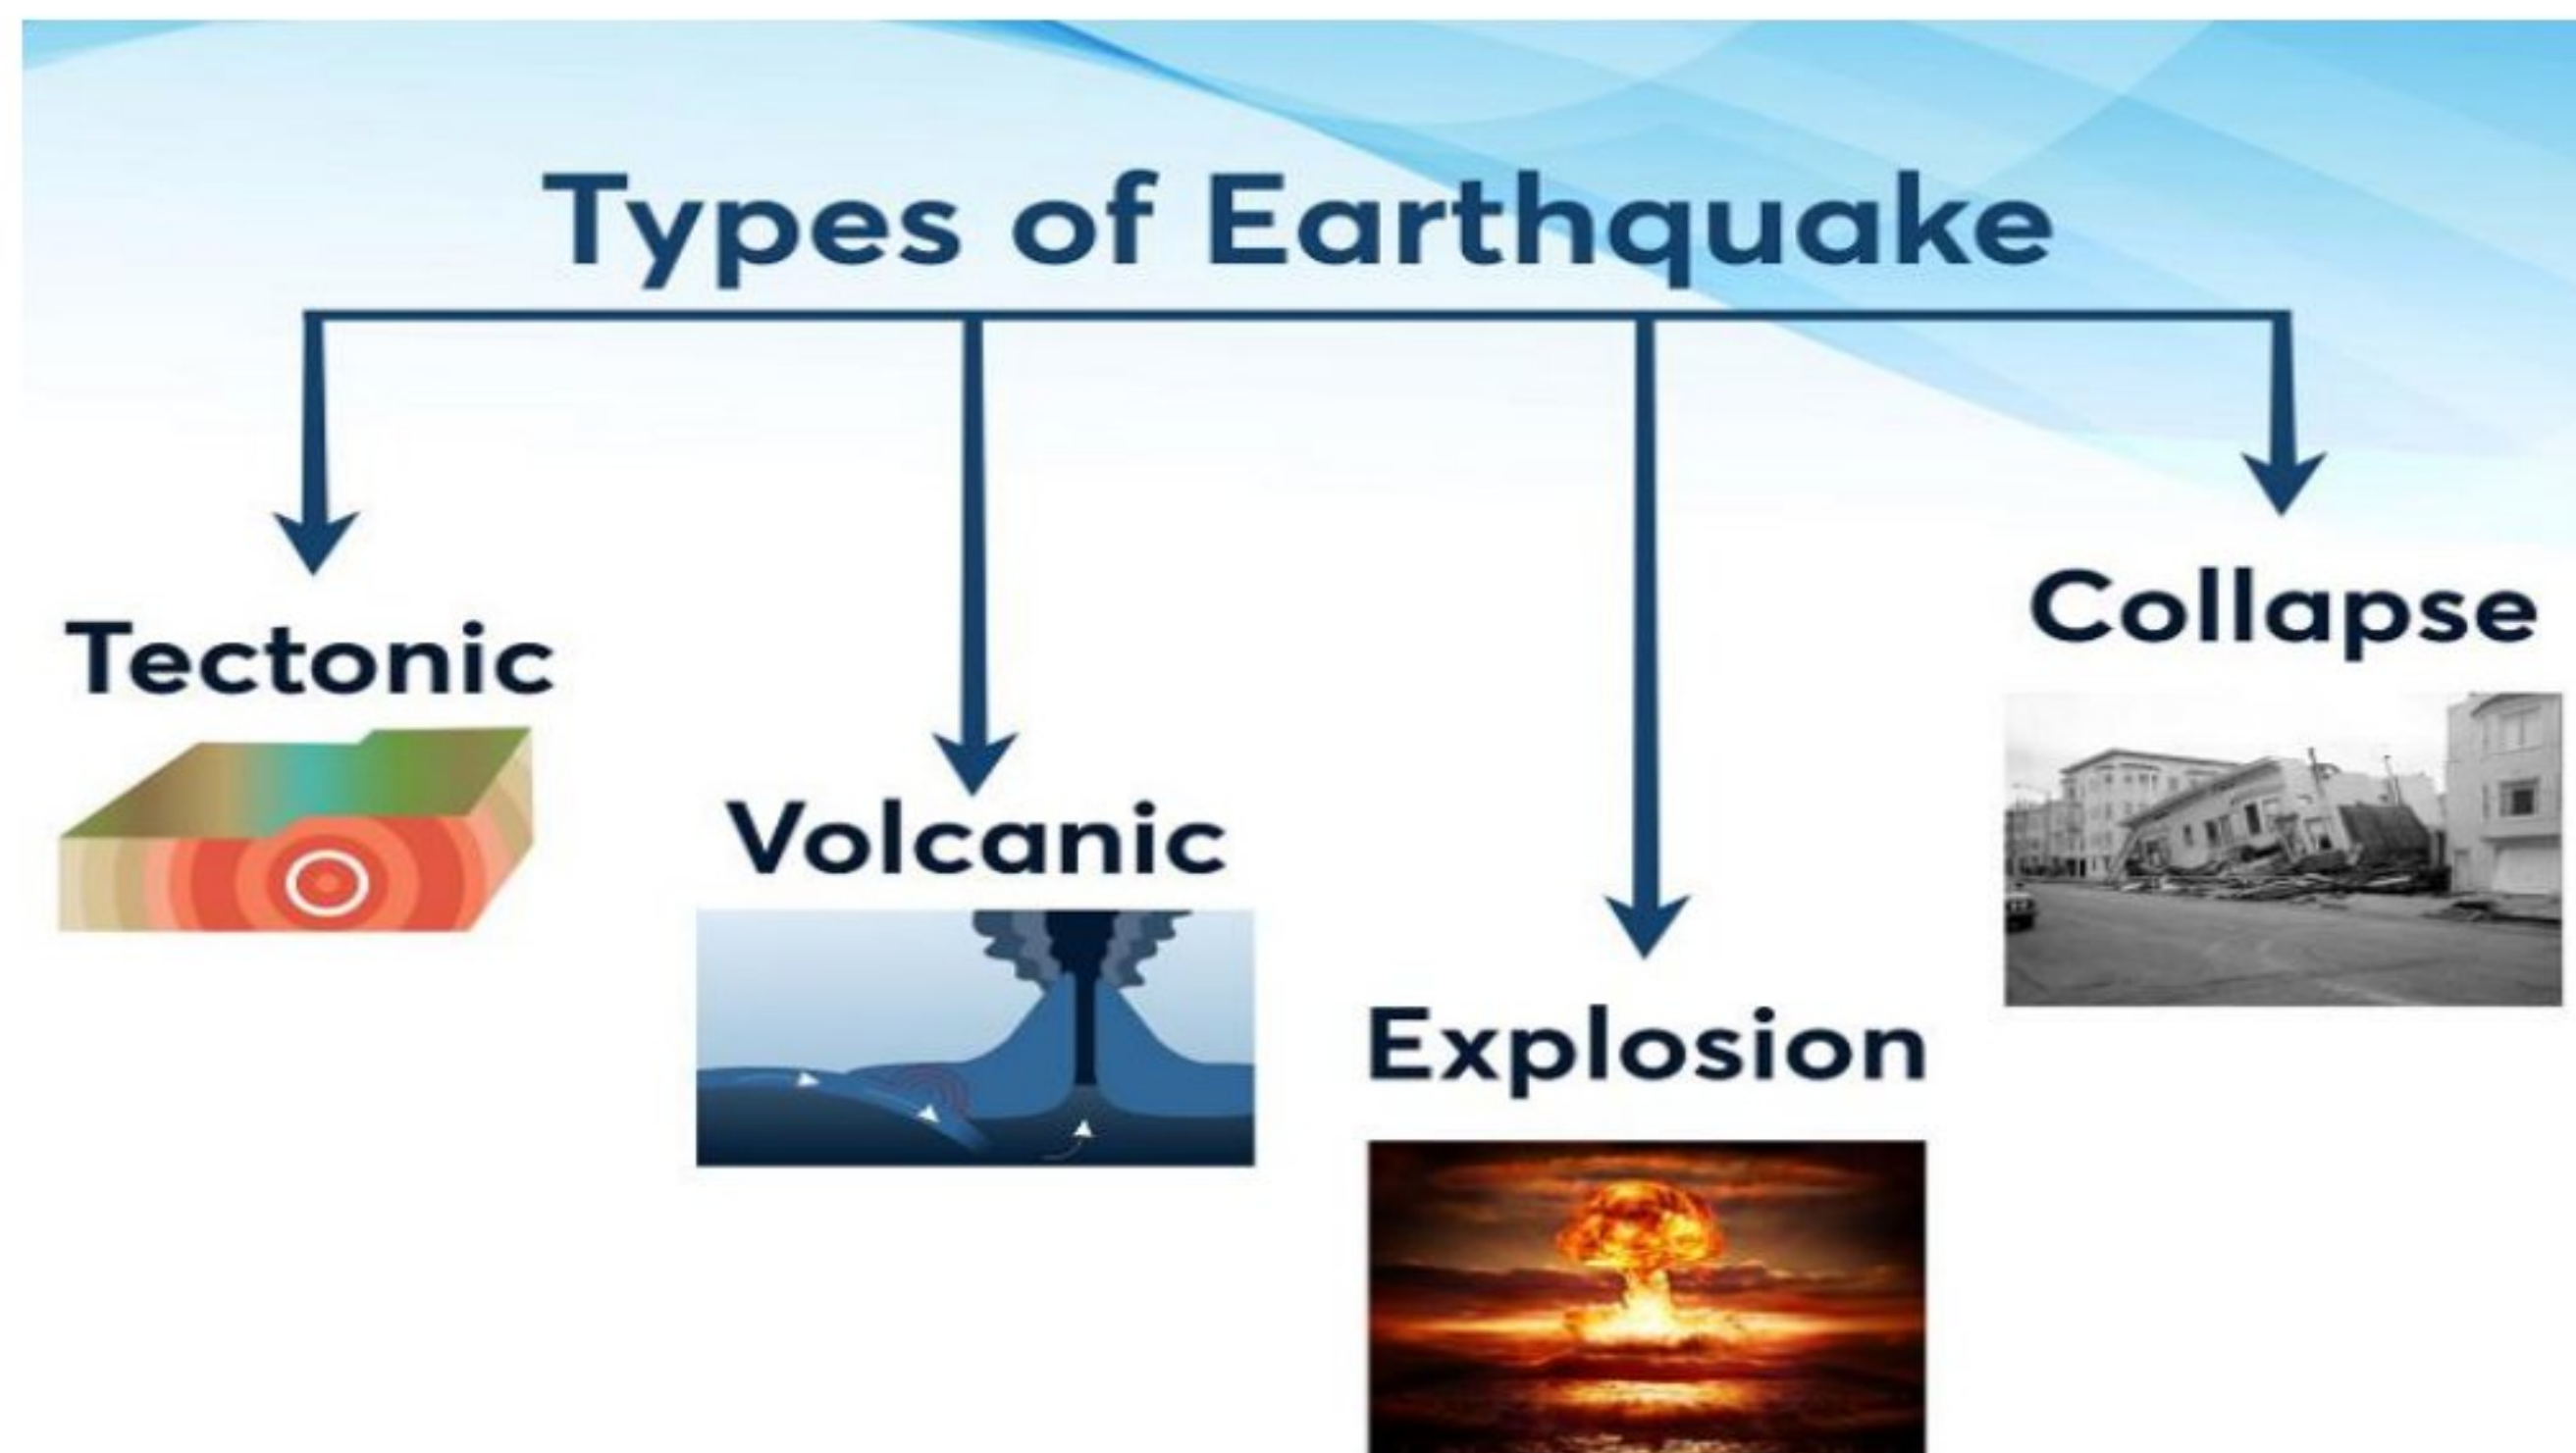 Types of Earthquake
Tectonic
Volcanic
Explosion
Collapse